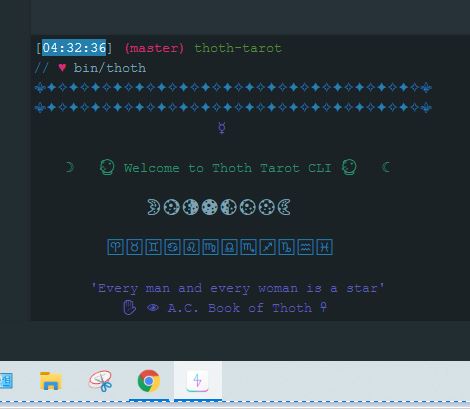 [04:32:36] (master) thoth-tarot
// ♥ bin/thoth
⚜✦✧✦✧✦✧✦✧✦✧✦✧✦✧✦✧✦✧✦✧✦✧✦✧✦✧✦✧✦✧✦✧✦✧⚜
⚜✦✧✦✧✦✧✦✧✦✧✦✧✦✧✦✧✦✧✦✧✦✧✦✧✦✧✦✧✦✧✦✧✦✧⚜
☿
☽ 🔮 Welcome to Thoth Tarot CLI 🔮 ☾
🌒🌓🌔🌕🌖🌗🌘
♈♉♊♋♌♍♎♏♐♑♒♓
'Every man and every woman is a star'
✋ 👁 A.C. Book of Thoth ☥